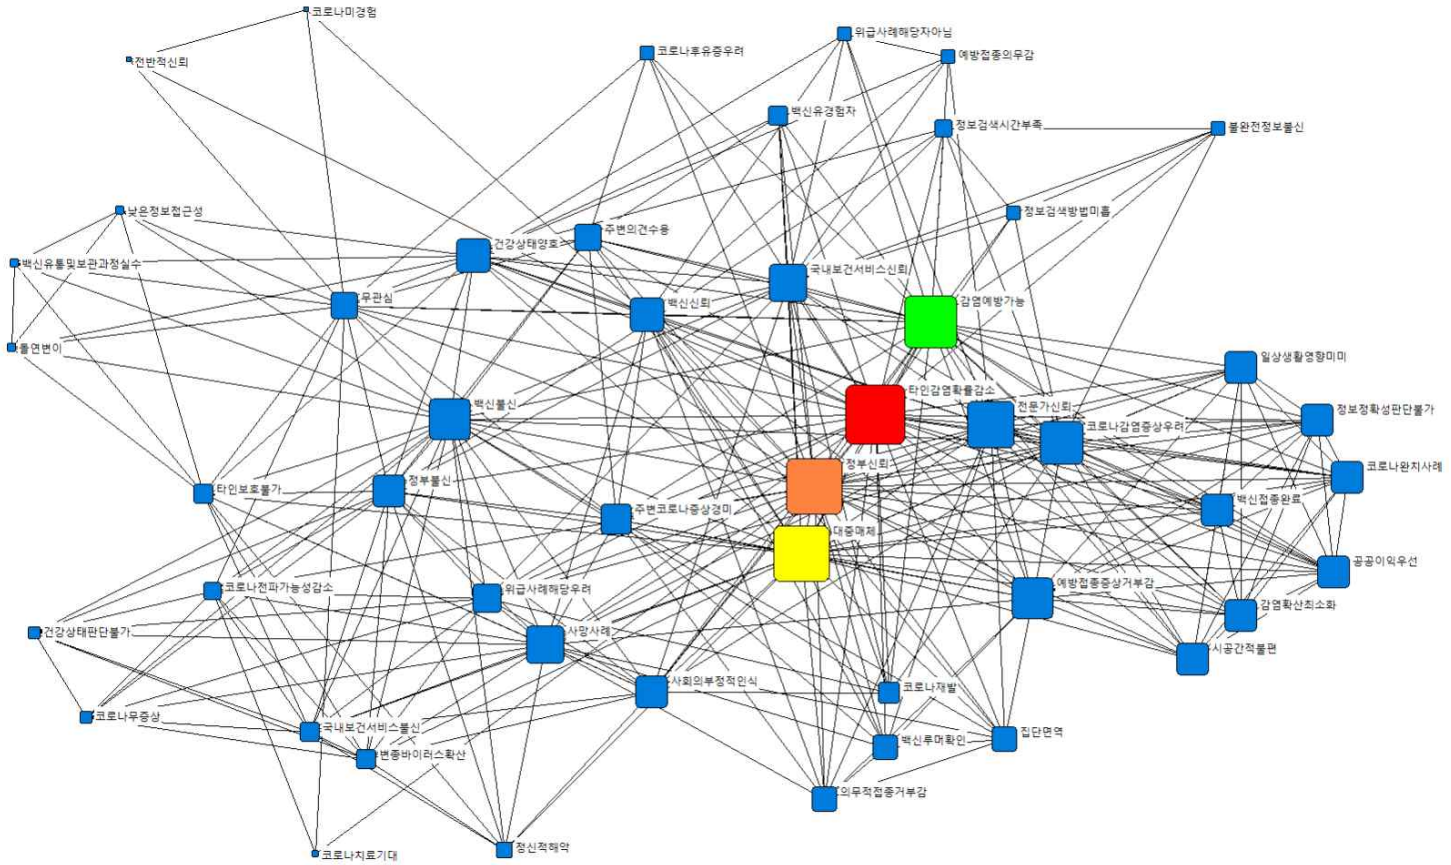 코로나미경험
위급사례해당자아님
코로나후유증우려
예방접종의무감
전반적신뢰
백신유경험자
정보검색시간부족
불완전정보불신
낮은정보접근성
정보검색방법미흡
주변의견수용
건강상태양호
백신유통및보관과정실수
국내보건서비스신뢰
무관심
백신신뢰
감염예방가능
돌연변이
일상생활영향미미
타인감염확률감소
백신불신
전문가신뢰
정보정확성판단불가
코로나감염증상우려
정부신뢰
코로나완치사례
정부불신
타인보호불가
백신접종완료
주변코로나증상경미
대중매체
공공이익우선
예방접종증상거부감
코로나전파가능성감소
위급사례해당우려
감염확산최소화
건강상태판단불가
사망사례
시공간적불편
사회의부정적인식
코로나재발
코로나무증상
국내보건서비스불신
집단면역
백신루머확인
변종바이러스확산
의무적접종거부감
정신적해악
코로나치료기대